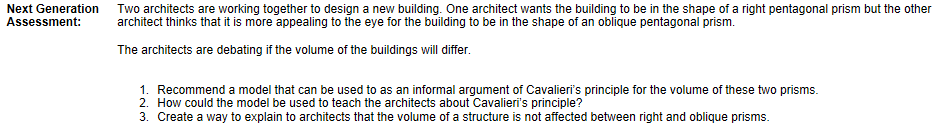 Next Generation Two architects are working together to design a new building. One architect wants the building to be in the shape of a right pentagonal prism but the other
Assessment: architect thinks that it is more appealing to the eye for the building to be in the shape of an oblique pentagonal prism.
The architects are debating if the volume of the buildings will differ.
1. Recommend a model that can be used to as an informal argument of Cavalieri's principle for the volume of these two prisms.
2. How could the model be used to teach the architects about Cavalieri's principle?
3. Create a way to explain to architects that the volume of a structure is not affected between right and oblique prisms.